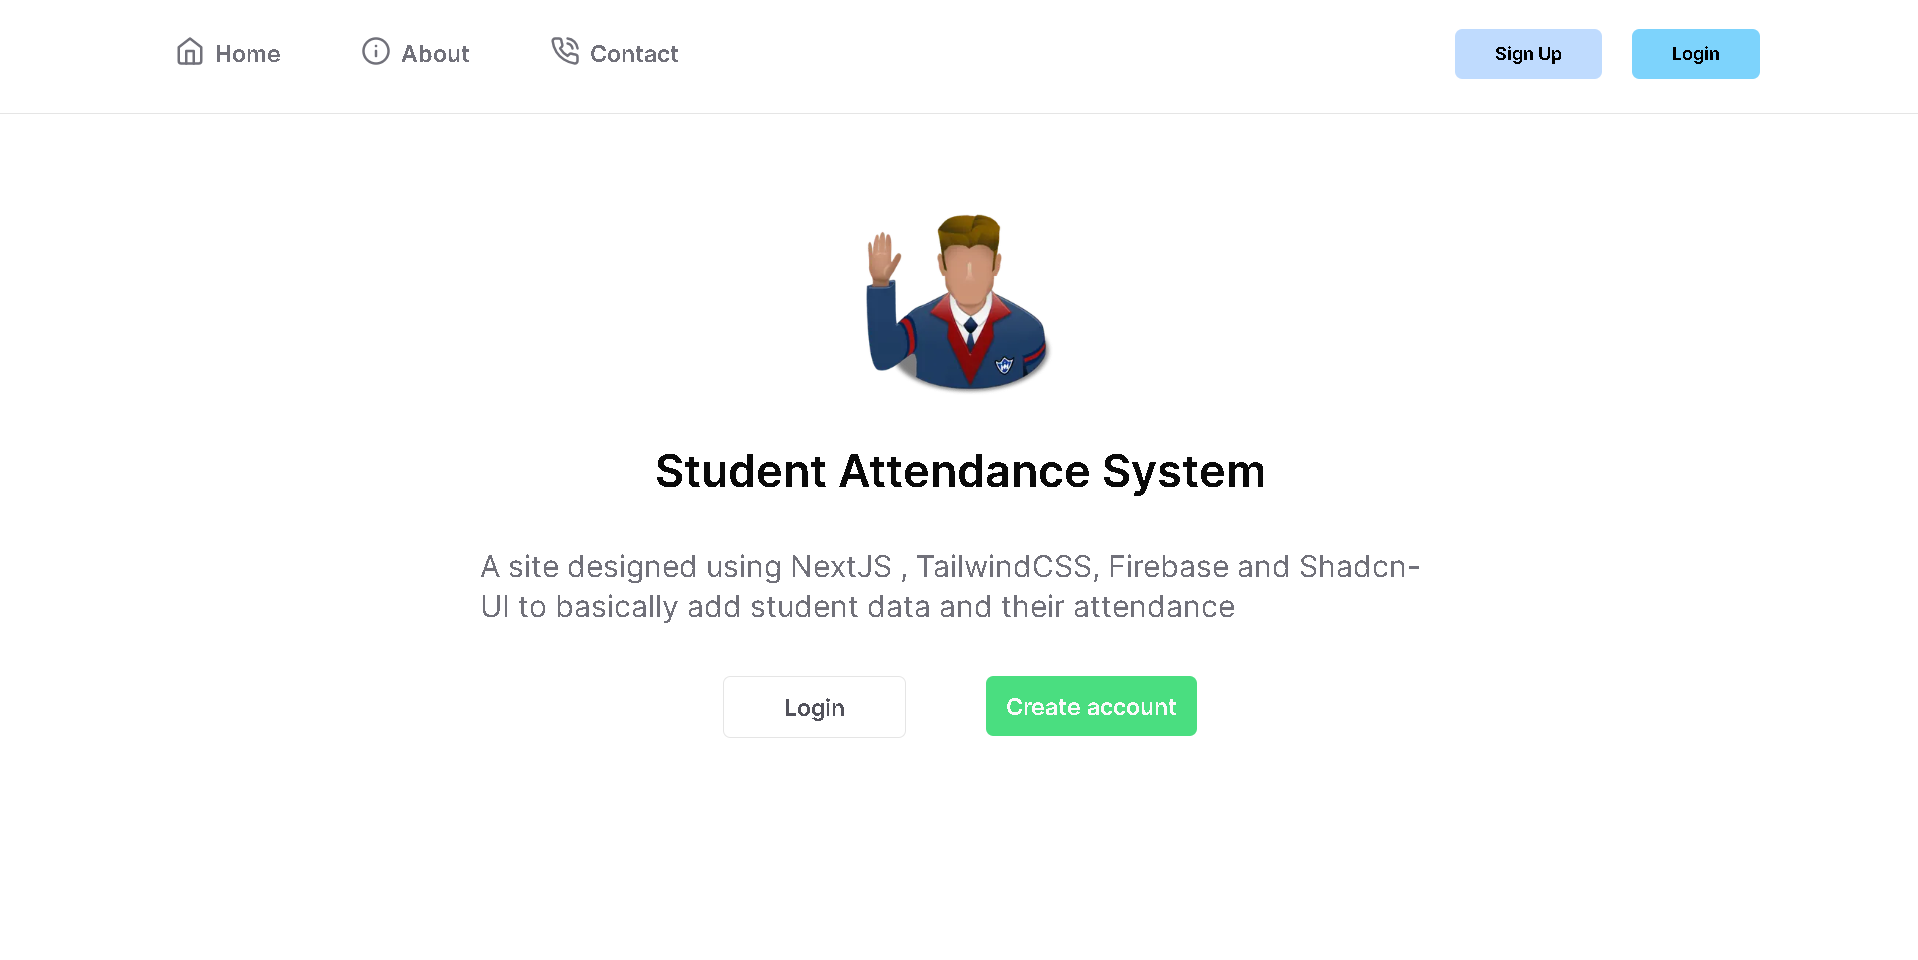 Home
About
Contact
Sign Up
Login
Student Attendance System
A site designed using NextJS , TailwindCSS, Firebase and Shadcn-
UI to basically add student data and their attendance
Login
Create account